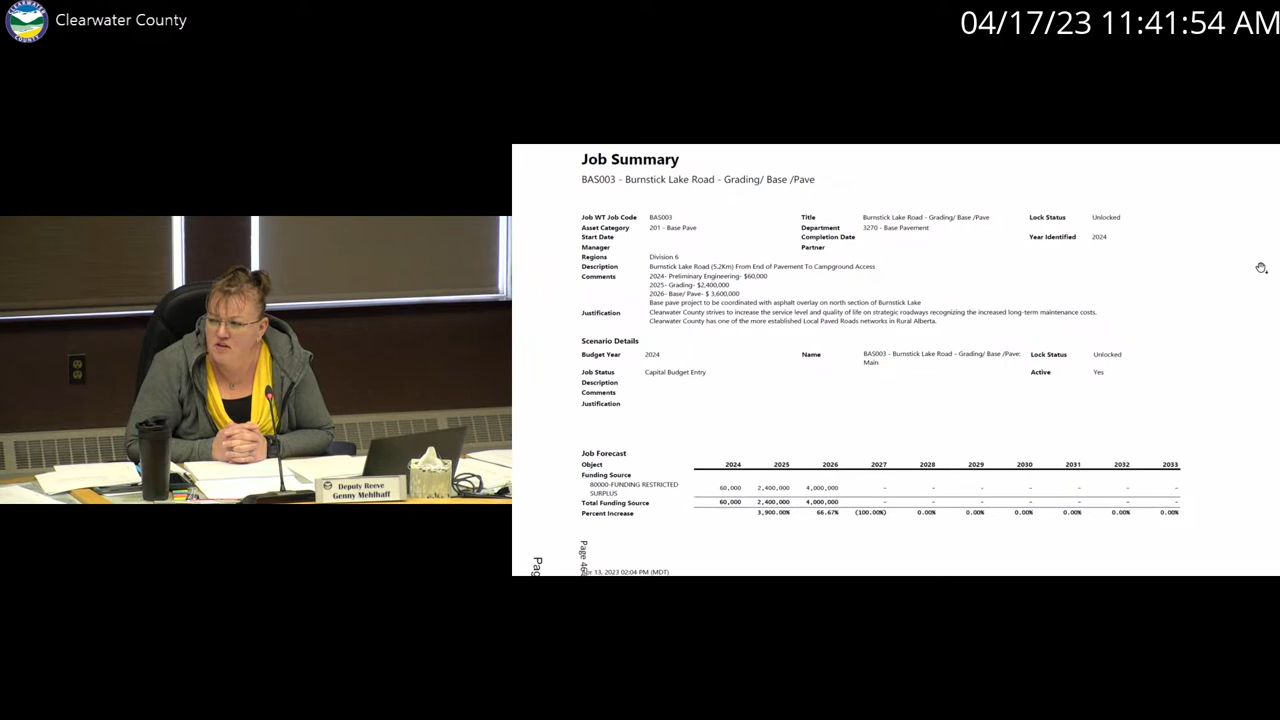 Clearwater County
04/17/23 11:41:54 AM
Job Summary
BAS003 - Burnstick Lake Road - Grading/ Base /Pave
Job WT Job Code BAS003 Title Burnstick Lake Road - Grading/ Base /Pave Lock Status Unlocked
Asset Category 201 - Base Pave Department 3270 - Base Pavement
Start Date Completion Date Year Identified 2024
Manager Partner
Regions Division 6
Description Burnstick Lake Road (5.2Km) From End of Pavement To Campground Access
Comments 2024- Preliminary Engineering- $60,000
2025- Grading- $2,400,000
2026- Base/ Pave- $ 3,600,000
Base pave project to be coordinated with asphalt overlay on north section of Burnstick Lake
Justification Clearwater County strives to increase the service level and quality of life on strategic roadways recognizing the increased long-term maintenance costs.
Clearwater County has one of the more established Local Paved Roads networks in Rural Alberta.
Scenario Details
Budget Year 2024 Name BAS003 - Burnstick Lake Road - Grading/ Base /Pave: Lock Status Unlocked
Main
Job Status Capital Budget Entry Active Yes
Description
Comments
Justification
Job Forecast
Object 2024 2025 2026 2027 2028 2029 2030 2031 2032 2033
Funding Source
80000-FUNDING RESTRICTED
SURPLUS 60,000 2,400,000 4,000,000 - - - - - - -
Total Funding Source 60,000 2,400,000 4,000,000 - - - - - - -
Percent Increase 3,900.00% 66.67% (100.00%) 0.00% 0.00% 0.00% 0.00% 0.00% 0.00%
13, 2023 02:04 PM (MDT)
Deputy Reeve
Genny Mehlhaff